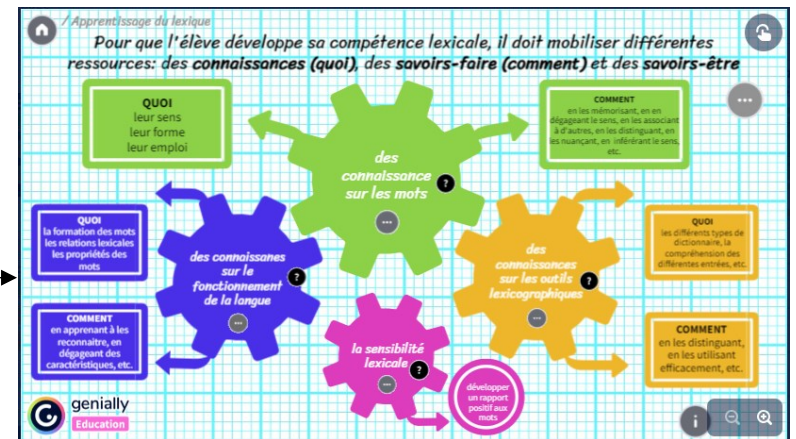 / Apprentissage du lexique
Pour que l'élève développe sa compétence lexicale, il doit mobiliser différentes
ressources: des connaissances (quoi), des savoirs-faire (comment) et des savoirs-être
QUOI
leur sens
leur forme
leur emploi
des
connaissance
sur les mots
?
COMMENT
en les mémorisant, en en
dégageant le sens, en les associant
à d'autres, en les distinguant, en
les nuançant, en inférérant le sens,
etc.
QUOI
la formation des mots
les relations lexicales
les propriétés des
mots
des connaissanes
sur le
fonctionnement
de la langue
?
COMMENT
en apprenant à les
reconnaitre, en
dégageant des
caractéristiques, etc.
des
connaissances
sur les outils
lexicographiques
?
QUOI
les différents types de
dictionnaire, la
compréhension des
différentes entrées, etc.
COMMENT
en les distinguant,
en les utilisant
efficacement, etc.
la sensibilité
lexicale
?
développer
un rapport
positif aux
mots
genially
Education
i